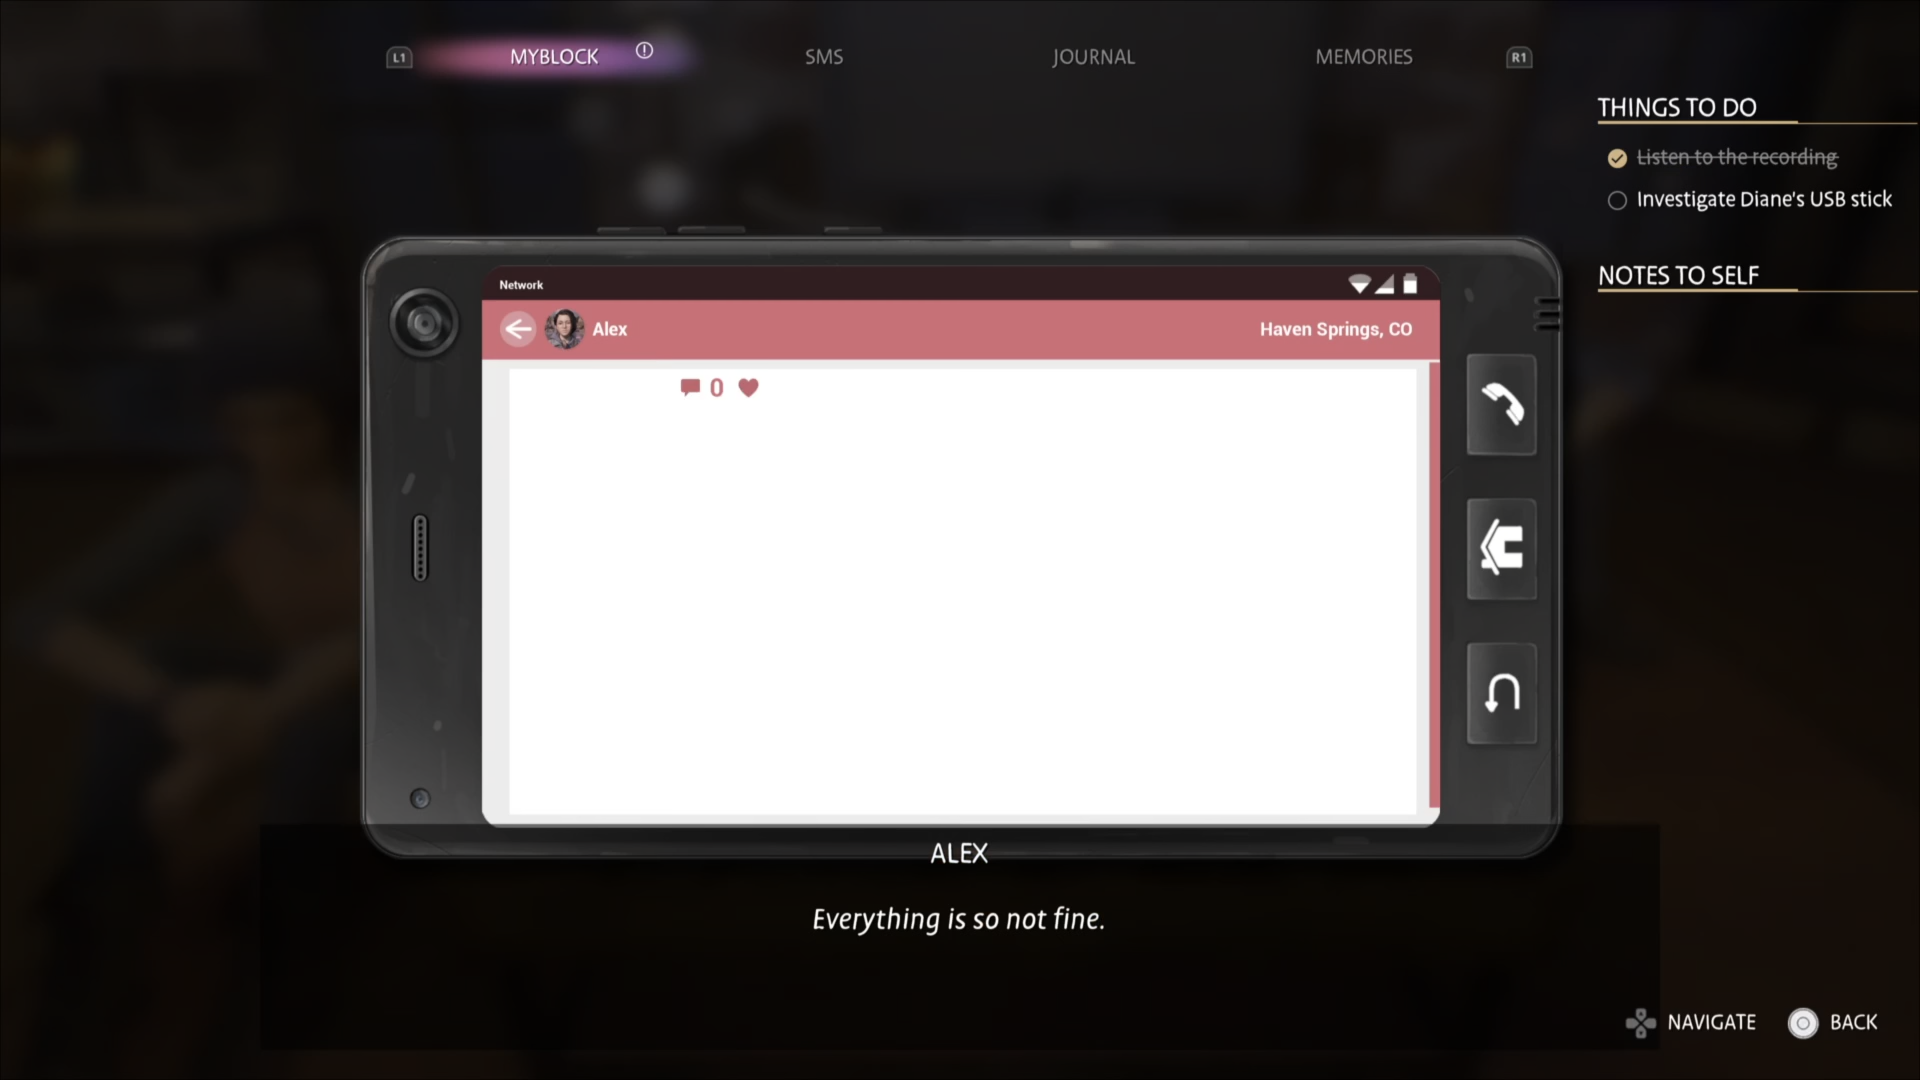 L1 MYBLOCK SMS JOURNAL MEMORIES R1
THINGS TO DO
Listen to the recording
Investigate Diane's USB stick
NOTES TO SELF
Network
Alex Haven Springs, CO
0
ALEX
Everything is so not fine.
NAVIGATE BACK